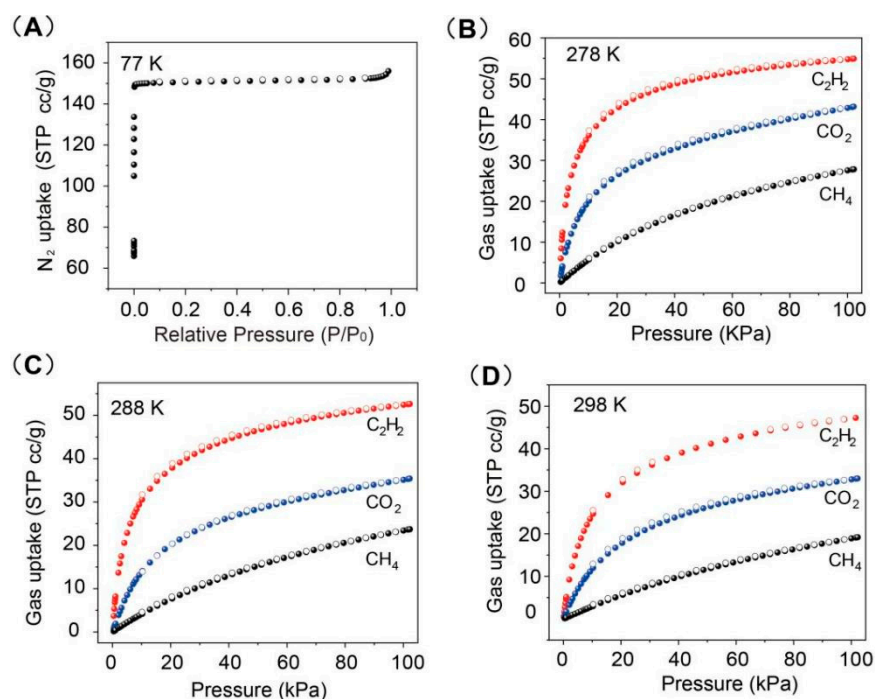 (A)
77 K
N2 uptake (STP cc/g)
160
140
120
100
80
60
0.0 0.2 0.4 0.6 0.8 1.0
Relative Pressure (P/P0)
(B)
278 K
Gas uptake (STP cc/g)
60
50
40
30
20
10
0
C2H2
CO2
CH4
0 20 40 60 80 100
Pressure (KPa)
(C)
288 K
Gas uptake (STP cc/g)
50
40
30
20
10
0
C2H2
CO2
CH4
0 20 40 60 80 100
Pressure (kPa)
(D)
298 K
Gas uptake (STP cc/g)
50
40
30
20
10
0
C2H2
CO2
CH4
0 20 40 60 80 100
Pressure (kPa)